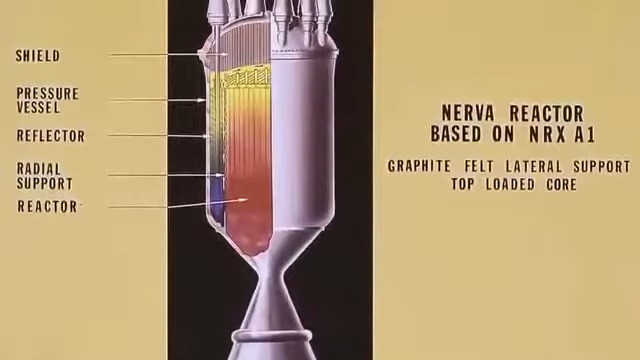 SHIELD
PRESSURE
VESSEL
REFLECTOR
RADIAL
SUPPORT
REACTOR
NERVA REACTOR
BASED ON NRX A1
GRAPHITE FELT LATERAL SUPPORT
TOP LOADED CORE